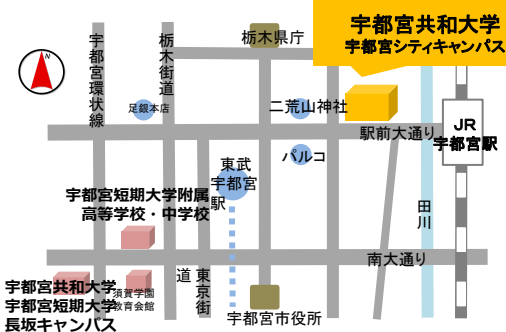 宇都宮共和大学
宇都宮シティキャンパス
栃木県庁
宇都宮環状線
栃木街道
N
足銀本店
二荒山神社
駅前大通り
JR
宇都宮駅
パルコ
東武
宇都宮
駅
宇都宮短期大学附属
高等学校・中学校
田川
南大通り
東京街
道
須賀学園
教育会館
宇都宮共和大学
宇都宮短期大学
長坂キャンパス
宇都宮市役所